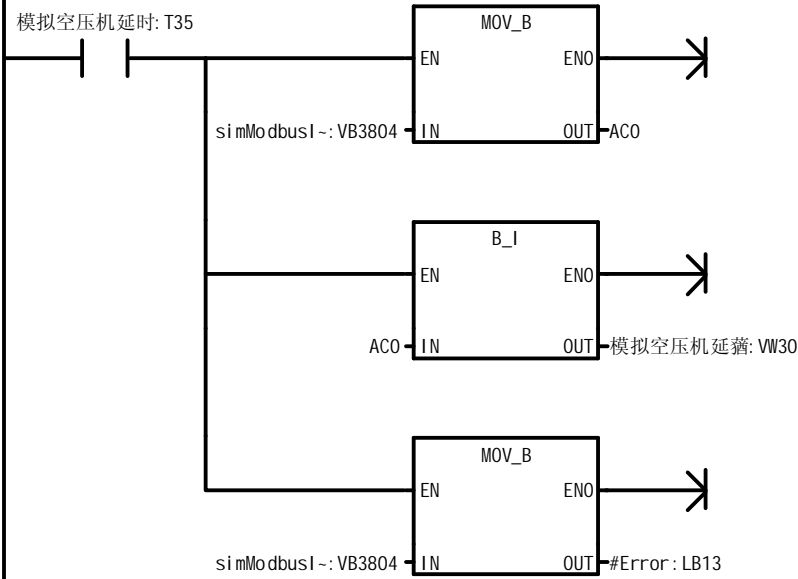 模拟空压机延时:T35
MOV_B
EN ENO
simModbusI~:VB3804 IN OUT AC0
B_I
EN ENO
AC0 IN OUT 模拟空压机延蕕:VW30
MOV_B
EN ENO
simModbusI~:VB3804 IN OUT #Error:LB13